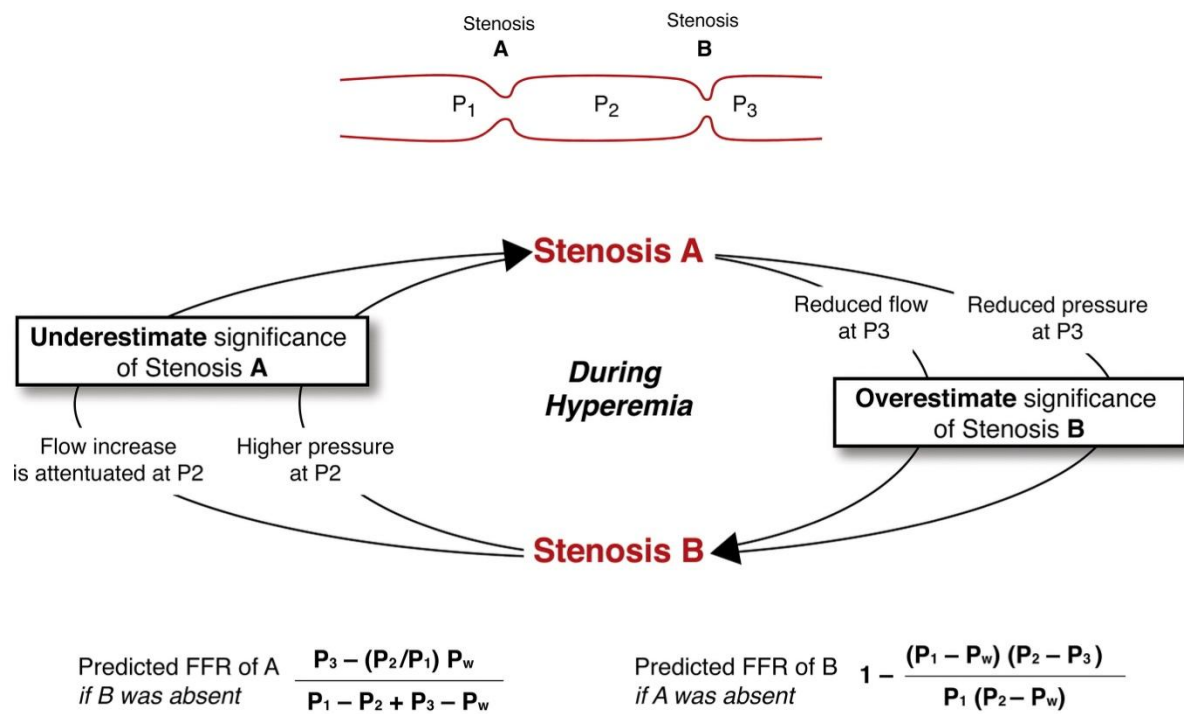 Stenosis
A
Stenosis
B
P1
P2
P3
Stenosis A
Reduced flow
at P3
Reduced pressure
at P3
Underestimate significance
of Stenosis A
During
Hyperemia
Overestimate significance
of Stenosis B
Flow increase
is attentuated at P2
Higher pressure
at P2
Stenosis B
Predicted FFR of A
if B was absent
P3 – (P2/P1) Pw
P1 – P2 + P3 – Pw
Predicted FFR of B
if A was absent
1 –
(P1 – Pw) (P2 – P3)
P1 (P2 – Pw)